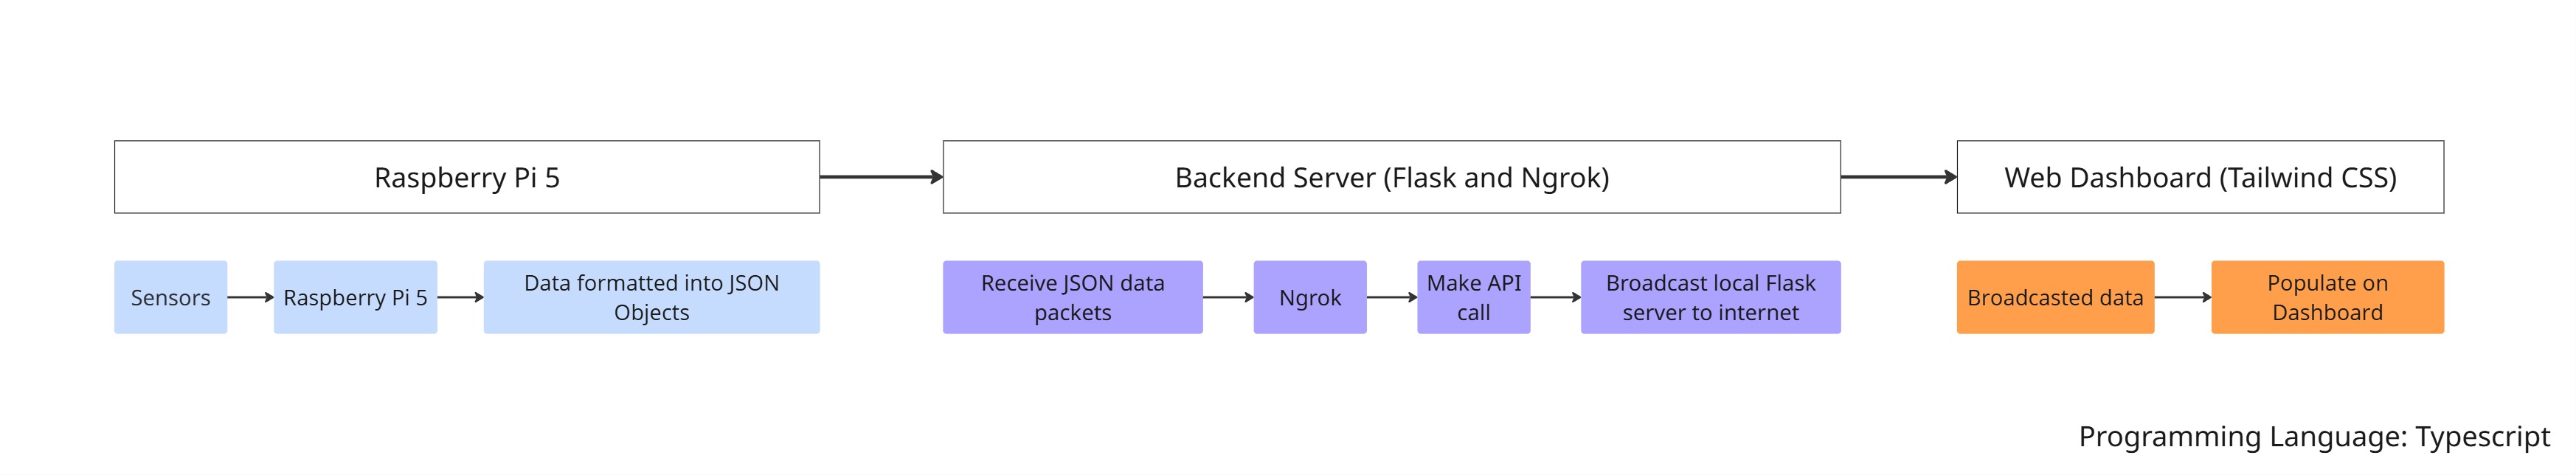 Raspberry Pi 5
Backend Server (Flask and Ngrok)
Web Dashboard (Tailwind CSS)
Sensors
Raspberry Pi 5
Data formatted into JSON
Objects
Receive JSON data
packets
Ngrok
Make API
call
Broadcast local Flask
server to internet
Broadcasted data
Populate on
Dashboard
Programming Language: Typescript